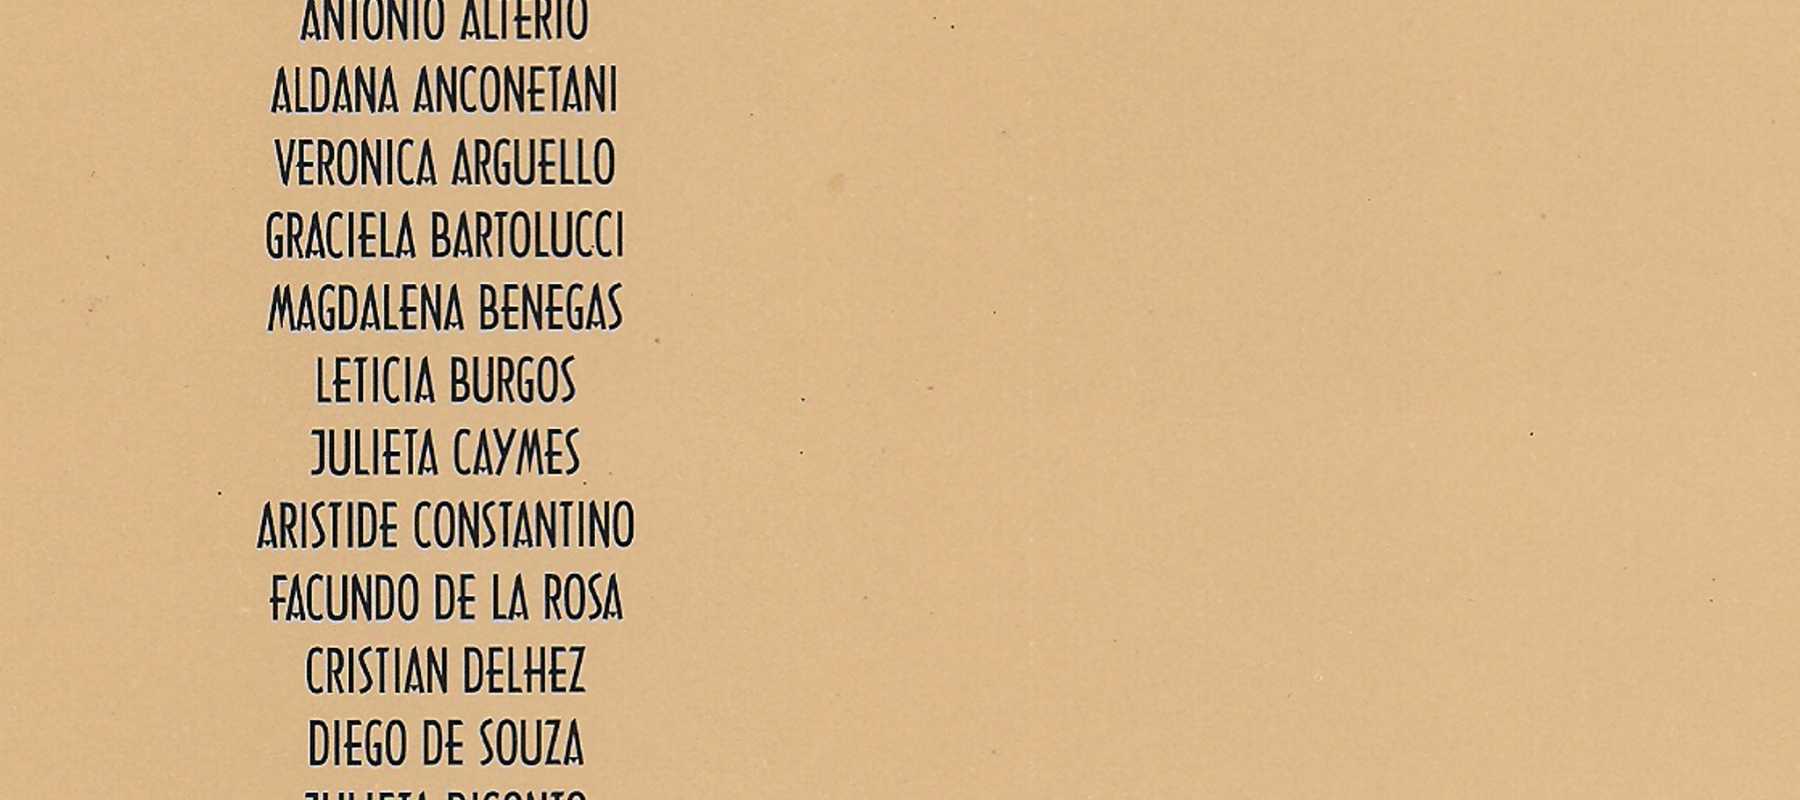 ANTONIO ALTERIO
ALDANA ANCONETANI
VERONICA ARGUELLO
GRACIELA BARTOLUCCI
MAGDALENA BENEGAS
LETICIA BURGOS
JULIETA CAYMES
ARISTIDE CONSTANTINO
FACUNDO DE LA ROSA
CRISTIAN DELHEZ
DIEGO DE SOUZA
JULIETA